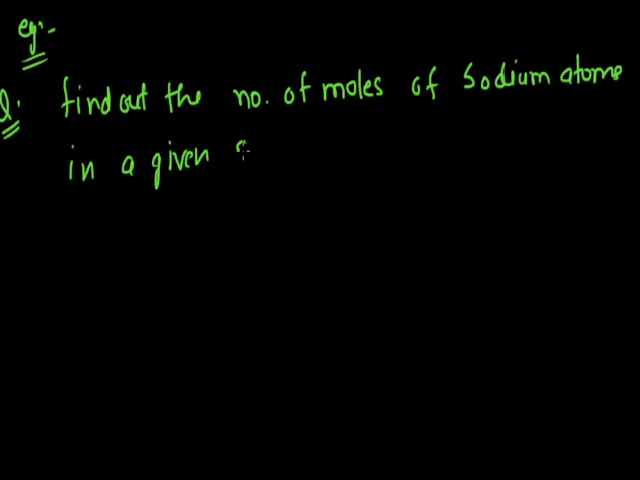 eg:-
Q. find out the no. of moles of Sodium atoms
in a given